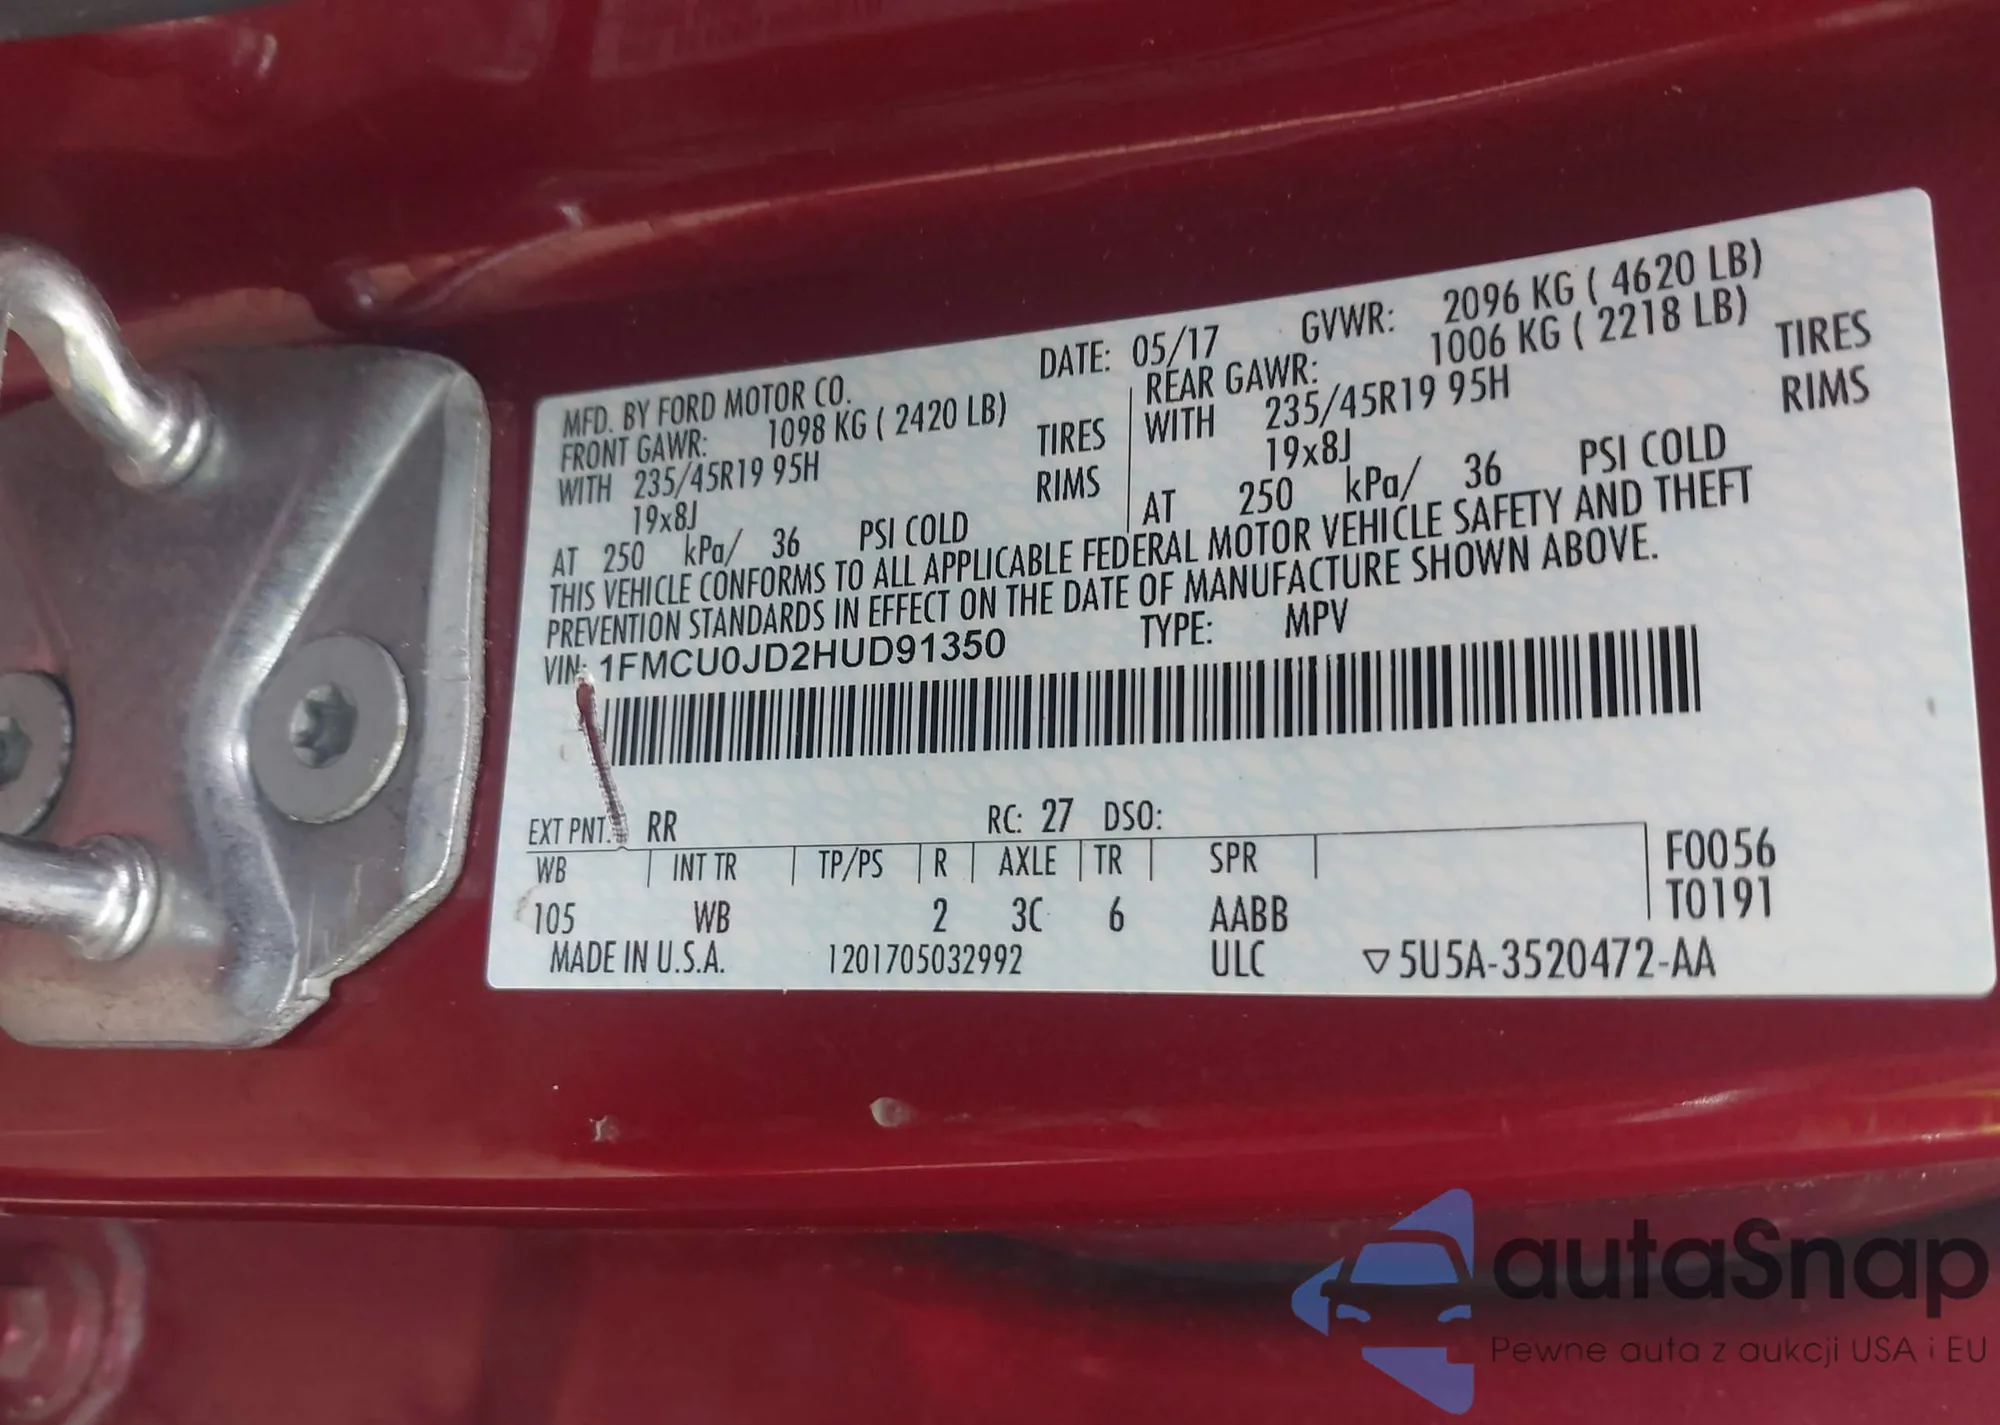 MFD. BY FORD MOTOR CO. DATE: 05/17 GVWR: 2096 KG ( 4620 LB)
FRONT GAWR: 1098 KG ( 2420 LB) REAR GAWR: 1006 KG ( 2218 LB)
WITH 235/45R19 95H TIRES WITH 235/45R19 95H TIRES
19x8J RIMS 19x8J RIMS
AT 250 kPa/ 36 PSI COLD AT 250 kPa/ 36 PSI COLD
THIS VEHICLE CONFORMS TO ALL APPLICABLE FEDERAL MOTOR VEHICLE SAFETY AND THEFT
PREVENTION STANDARDS IN EFFECT ON THE DATE OF MANUFACTURE SHOWN ABOVE.
VIN: 1FMCU0JD2HUD91350 TYPE: MPV
EXT PNT: RR RC: 27 DSO:
WB INT TR TP/PS R AXLE TR SPR F0056
105 WB 2 3C 6 AABB T0191
MADE IN U.S.A. 1201705032992 ULC ▽5U5A-3520472-AA
autaSnap
Pewne auta z aukcji USA i EU